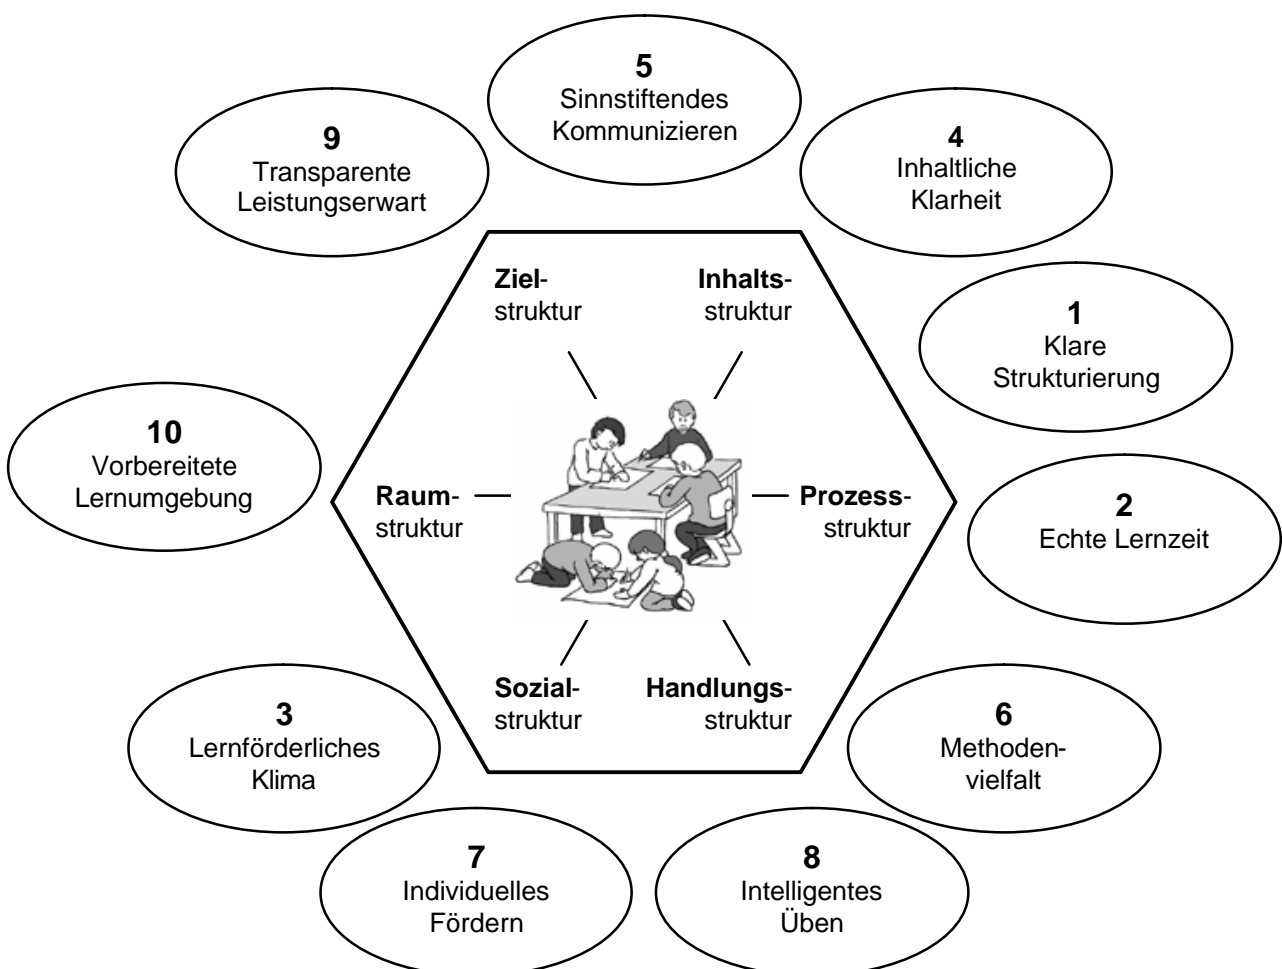 5
Sinnstiftendes
Kommunizieren
9
Transparente
Leistungserwart
4
Inhaltliche
Klarheit
Ziel-
struktur
Inhalts-
struktur
1
Klare
Strukturierung
10
Vorbereitete
Lernumgebung
Raum-
struktur
Prozess-
struktur
2
Echte Lernzeit
Sozial-
struktur
Handlungs-
struktur
3
Lernförderliches
Klima
6
Methoden-
vielfalt
7
Individuelles
Fördern
8
Intelligentes
Üben